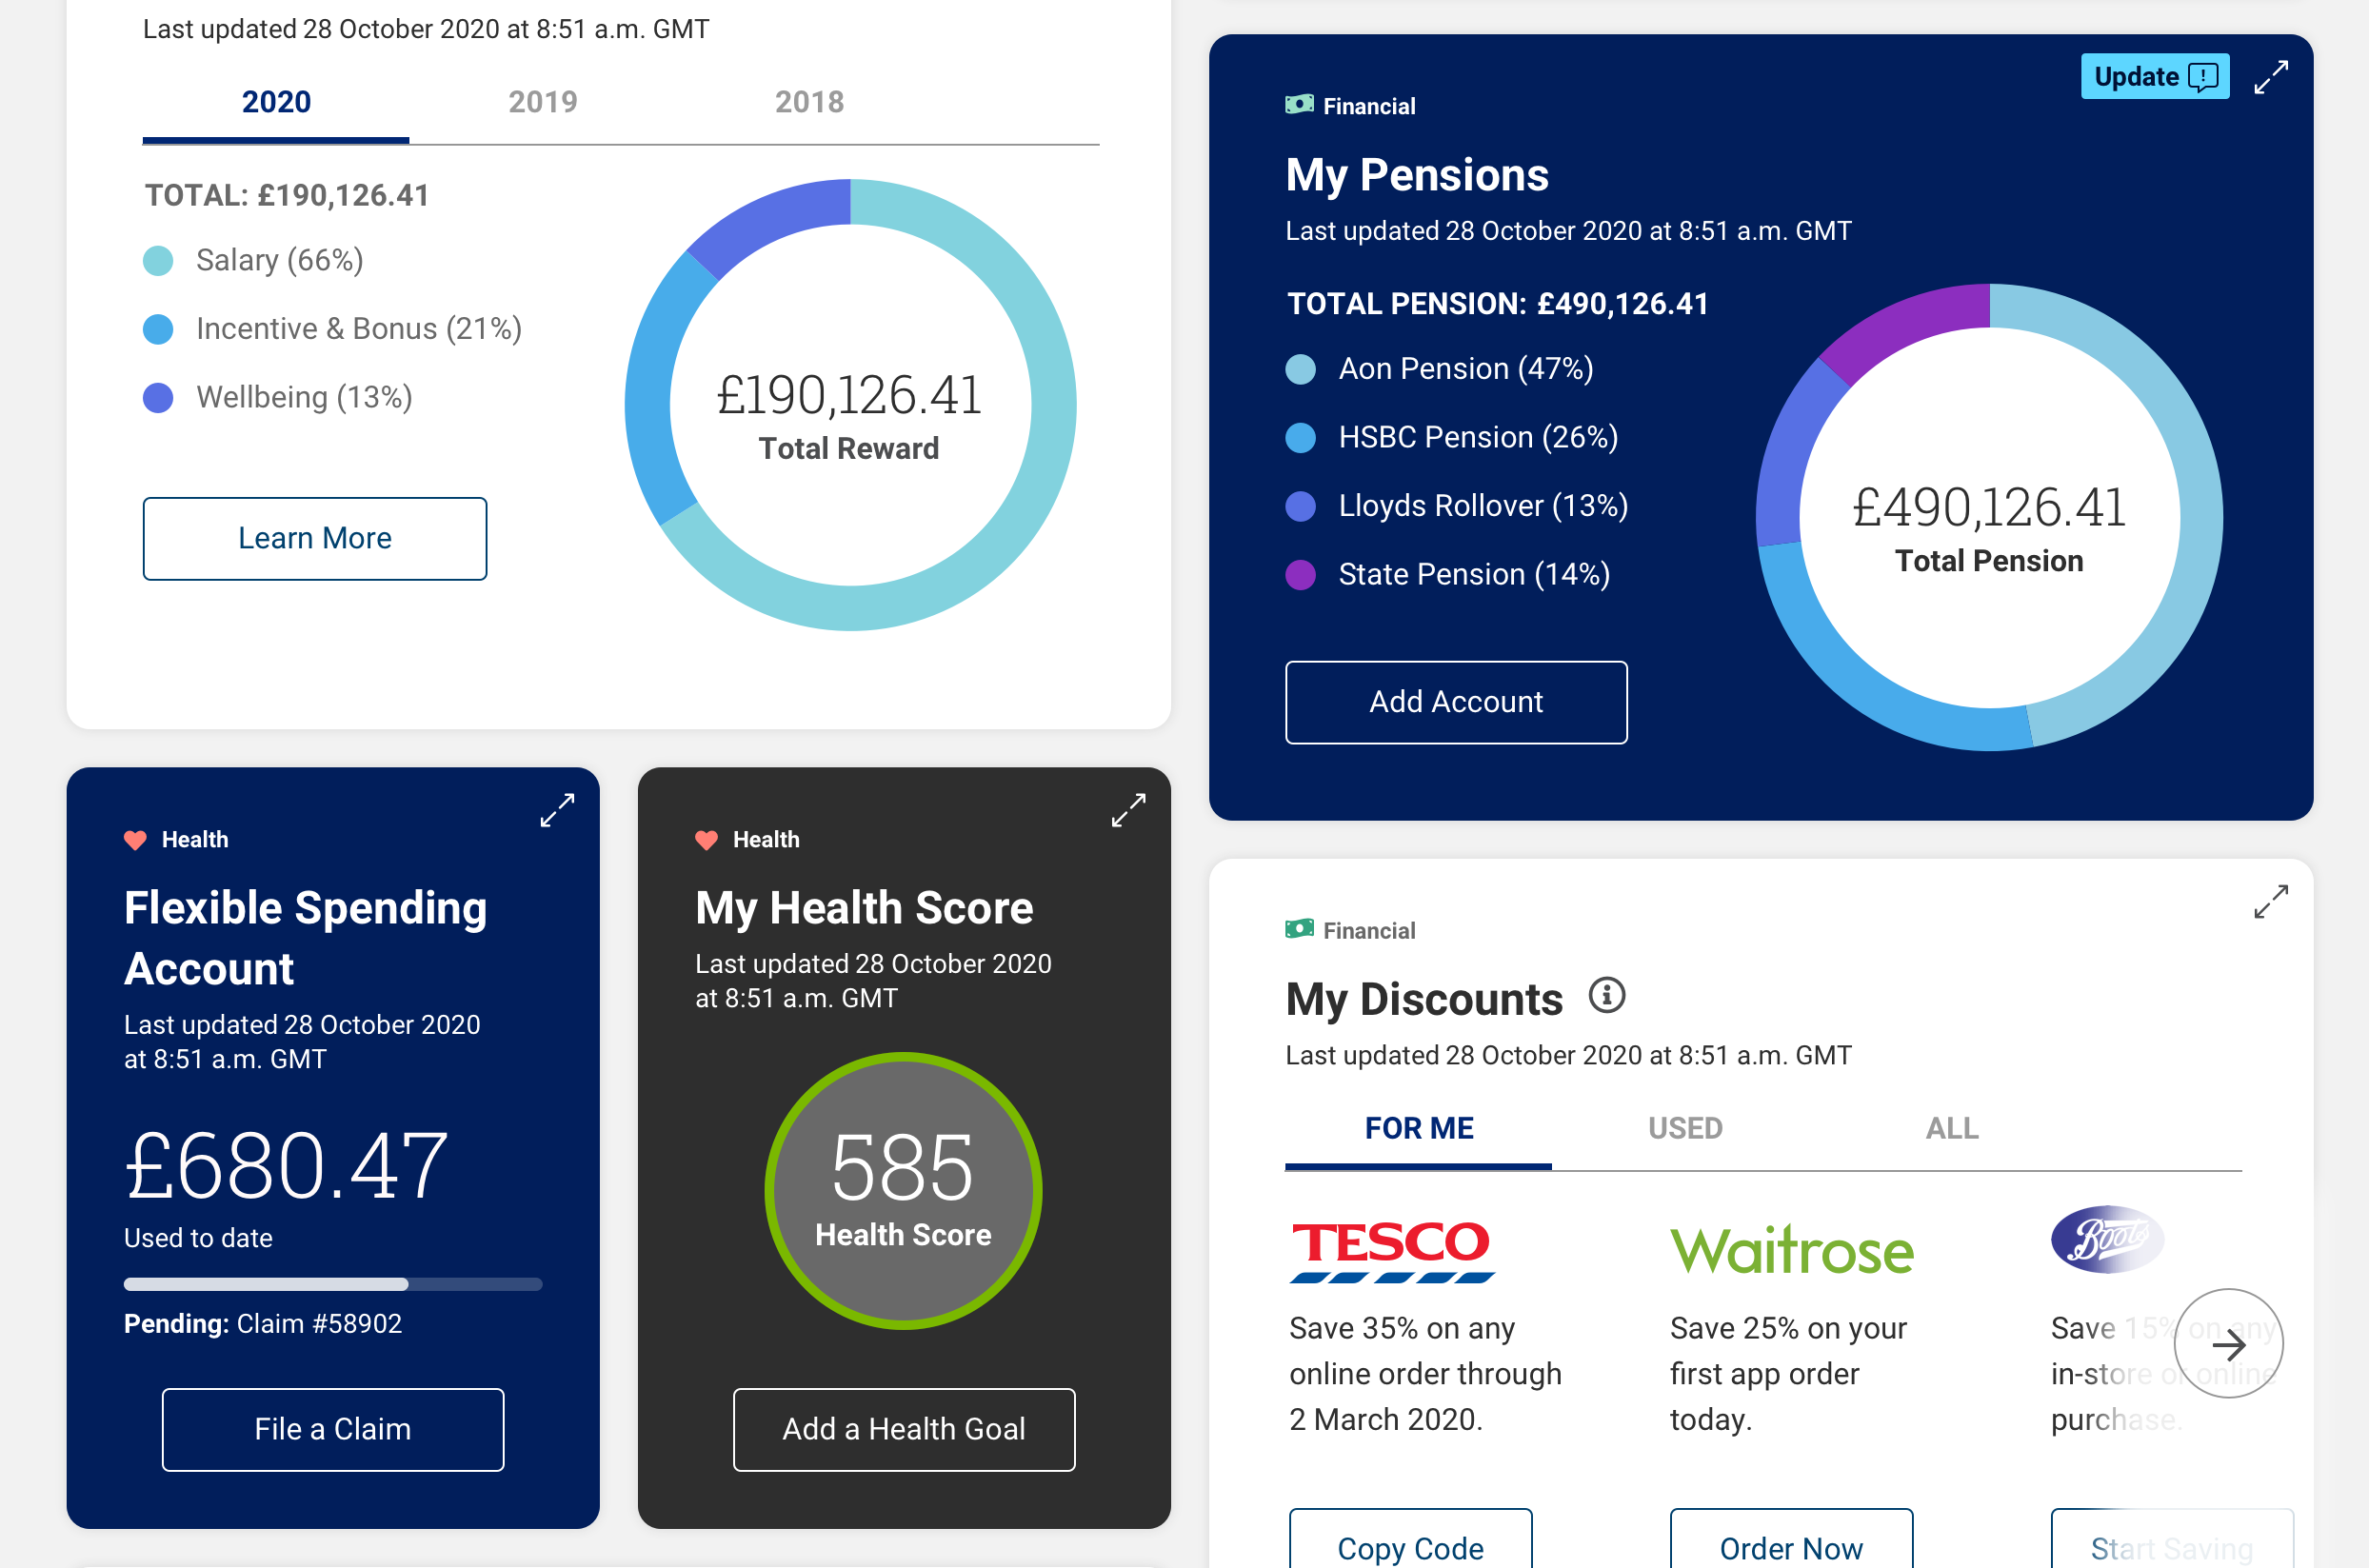 Last updated 28 October 2020 at 8:51 a.m. GMT
2020 2019 2018
TOTAL: £190,126.41
Salary (66%)
Incentive & Bonus (21%)
Wellbeing (13%)
£190,126.41
Total Reward
Learn More
Update
Financial
My Pensions
Last updated 28 October 2020 at 8:51 a.m. GMT
TOTAL PENSION: £490,126.41
Aon Pension (47%)
HSBC Pension (26%)
Lloyds Rollover (13%)
State Pension (14%)
£490,126.41
Total Pension
Add Account
Health
Flexible Spending
Account
Last updated 28 October 2020
at 8:51 a.m. GMT
£680.47
Used to date
Pending: Claim #58902
File a Claim
Health
My Health Score
Last updated 28 October 2020
at 8:51 a.m. GMT
585
Health Score
Add a Health Goal
Financial
My Discounts
Last updated 28 October 2020 at 8:51 a.m. GMT
FOR ME USED ALL
TESCO
Save 35% on any
online order through
2 March 2020.
Copy Code
Waitrose
Save 25% on your
first app order
today.
Order Now
Boots
Save 15% on any
in-store or online
purchase.
Start Saving